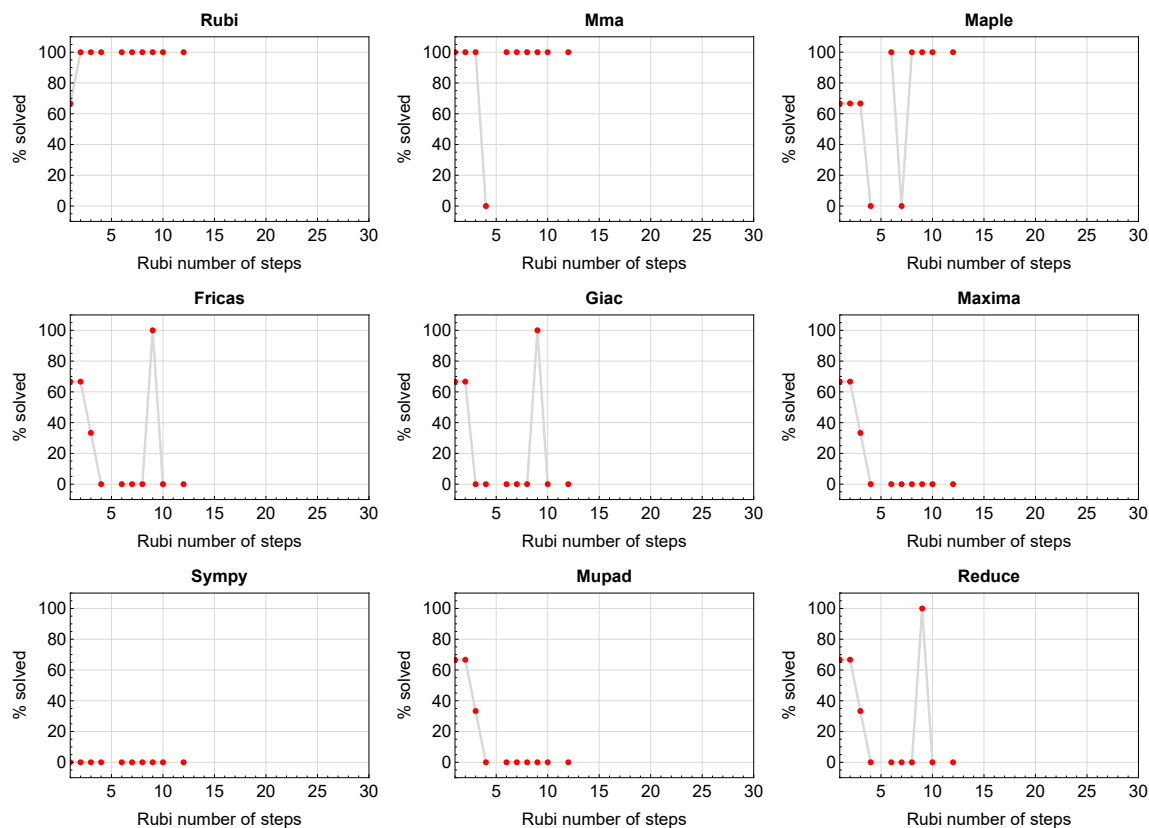 Rubi Mma Maple
100 100 100
80 80 80
60 60 60
40 40 40
20 20 20
0 0 0
% solved % solved % solved
5 10 15 20 25 30 5 10 15 20 25 30 5 10 15 20 25 30
Rubi number of steps Rubi number of steps Rubi number of steps
Fricas Giac Maxima
100 100 100
80 80 80
60 60 60
40 40 40
20 20 20
0 0 0
% solved % solved % solved
5 10 15 20 25 30 5 10 15 20 25 30 5 10 15 20 25 30
Rubi number of steps Rubi number of steps Rubi number of steps
Sympy Mupad Reduce
100 100 100
80 80 80
60 60 60
40 40 40
20 20 20
0 0 0
% solved % solved % solved
5 10 15 20 25 30 5 10 15 20 25 30 5 10 15 20 25 30
Rubi number of steps Rubi number of steps Rubi number of steps